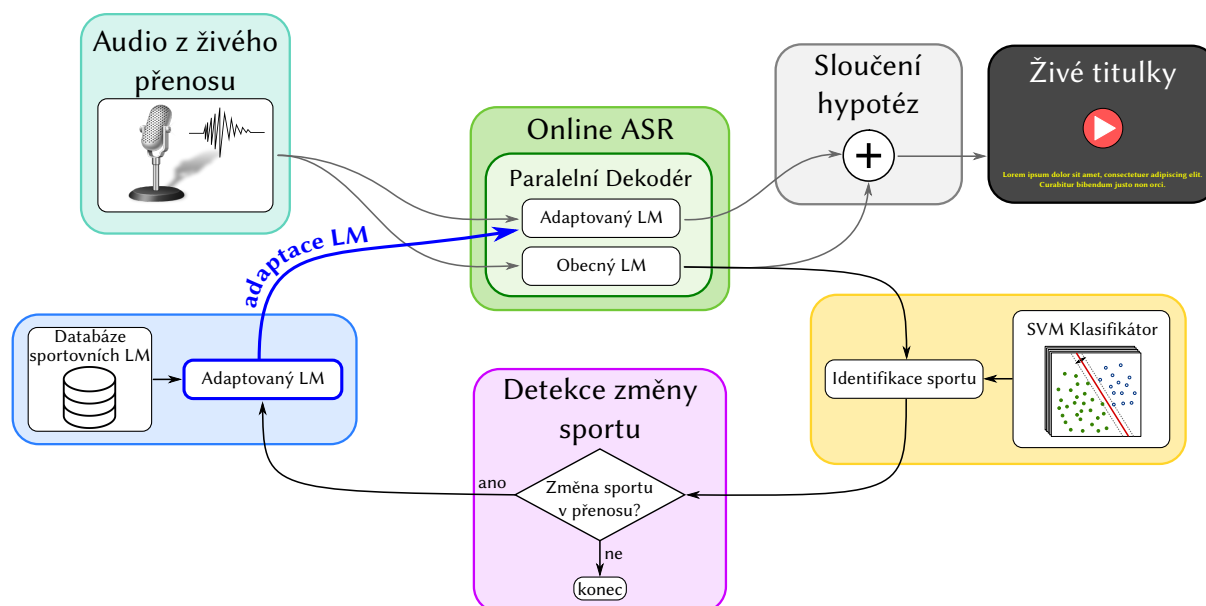 Audio z živého
přenosu
Online ASR
Paralelní Dekodér
Adaptovaný LM
Obecný LM
Sloučení
hypotéz
+
Živé titulky
Lorem ipsum dolor sit amet, consectetuer adipiscing elit.
Curabitur bibendum justo non orci.
adaptace LM
Databáze
sportovních LM
Adaptovaný LM
Detekce změny
sportu
Změna sportu
v přenosu?
ano
ne
konec
Identifikace sportu
SVM Klasifikátor